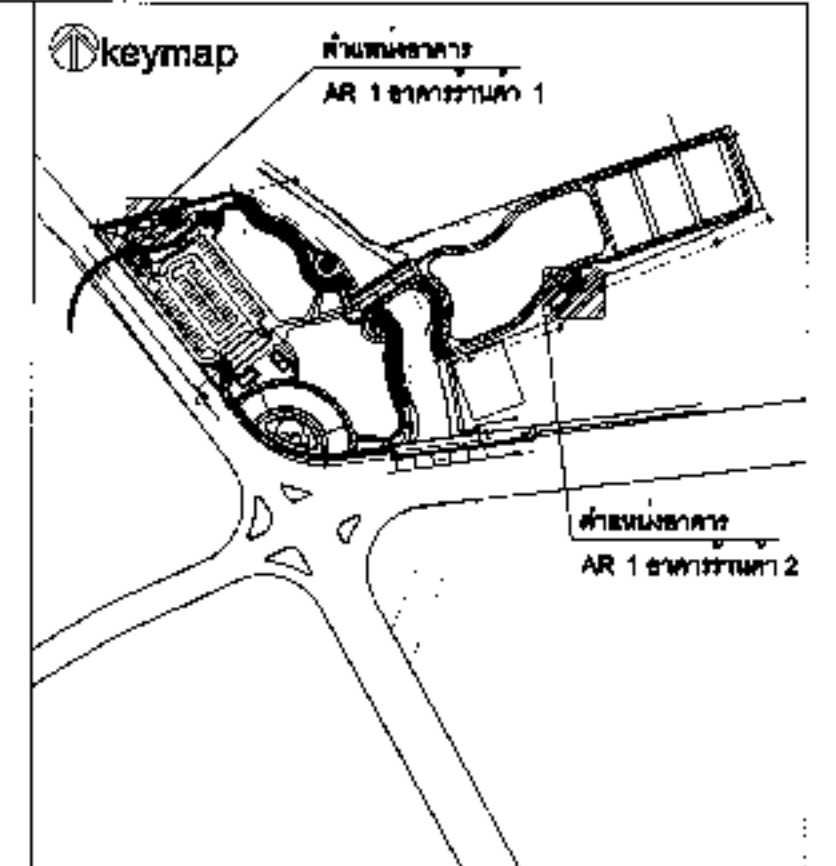 keymap
ตำแหน่งอาคาร
AR 1 อาคารร้านค้า 1
ตำแหน่งอาคาร
AR 1 อาคารร้านค้า 2